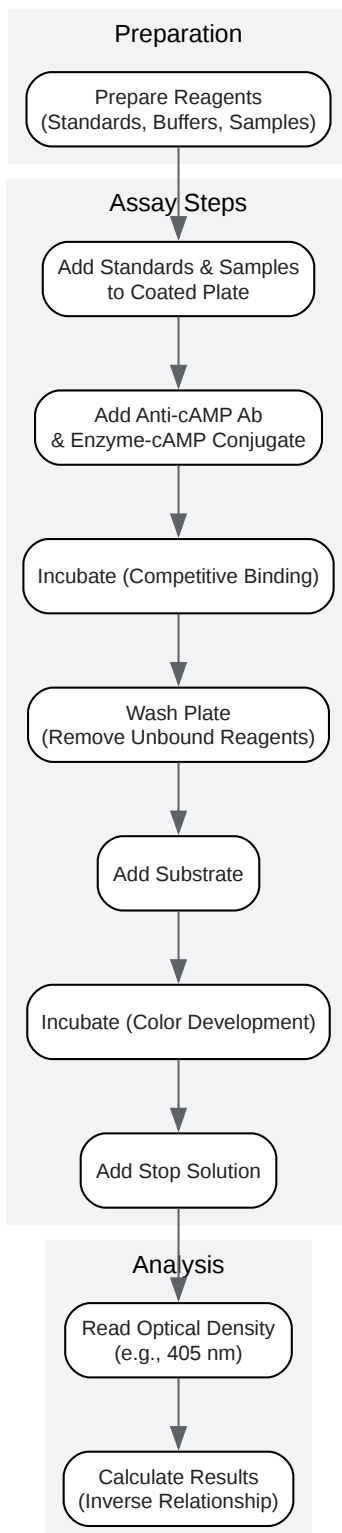 Preparation
Prepare Reagents
(Standards, Buffers, Samples)
Assay Steps
Add Standards & Samples
to Coated Plate
Add Anti-cAMP Ab
& Enzyme-cAMP Conjugate
Incubate (Competitive Binding)
Wash Plate
(Remove Unbound Reagents)
Add Substrate
Incubate (Color Development)
Add Stop Solution
Analysis
Read Optical Density
(e.g., 405 nm)
Calculate Results
(Inverse Relationship)